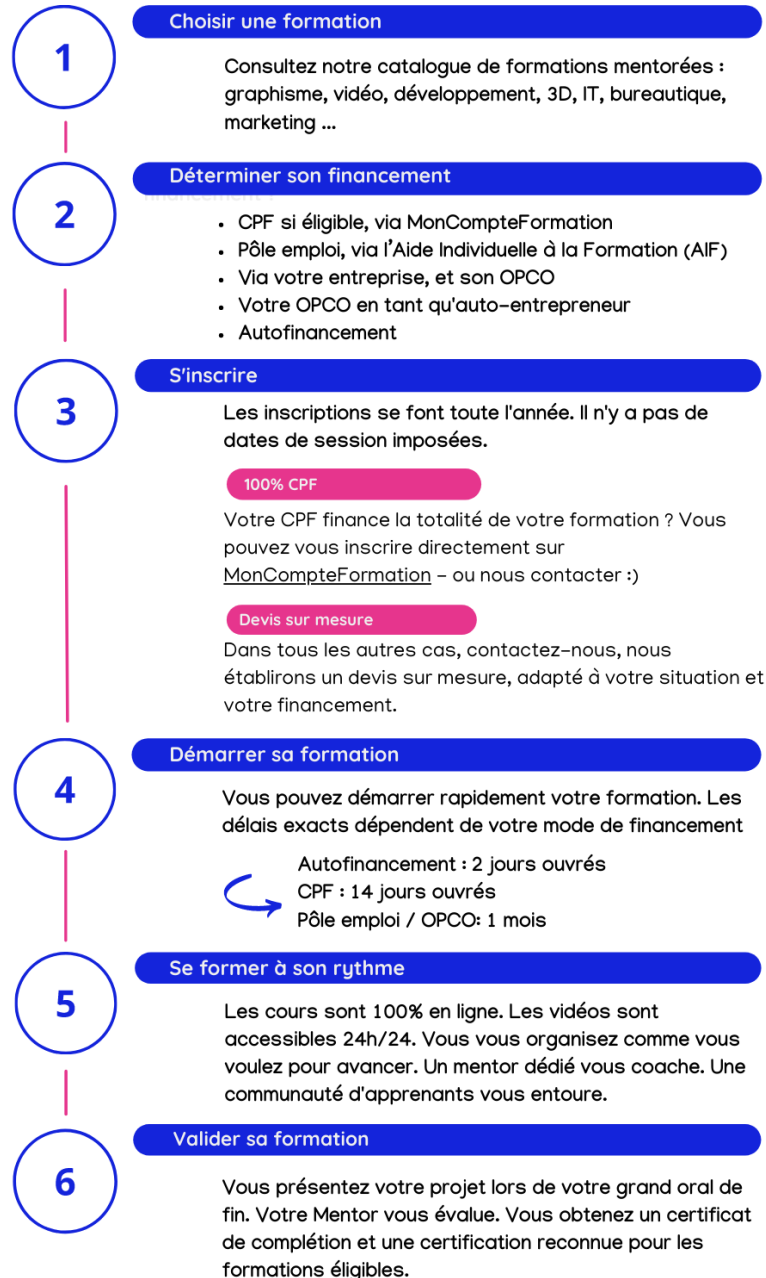 1
Choisir une formation
Consultez notre catalogue de formations mentorées :
graphisme, vidéo, développement, 3D, IT, bureautique,
marketing ...
2
Déterminer son financement
financement ?
• CPF si éligible, via MonCompteFormation
• Pôle emploi, via l’Aide Individuelle à la Formation (AIF)
• Via votre entreprise, et son OPCO
• Votre OPCO en tant qu'auto-entrepreneur
• Autofinancement
3
S'inscrire
Les inscriptions se font toute l'année. Il n'y a pas de
dates de session imposées.
100% CPF
Votre CPF finance la totalité de votre formation ? Vous
pouvez vous inscrire directement sur
MonCompteFormation - ou nous contacter :)
Devis sur mesure
Dans tous les autres cas, contactez-nous, nous
établirons un devis sur mesure, adapté à votre situation et
votre financement.
4
Démarrer sa formation
Vous pouvez démarrer rapidement votre formation. Les
délais exacts dépendent de votre mode de financement
Autofinancement : 2 jours ouvrés
CPF : 14 jours ouvrés
Pôle emploi / OPCO: 1 mois
5
Se former à son rythme
Les cours sont 100% en ligne. Les vidéos sont
accessibles 24h/24. Vous vous organisez comme vous
voulez pour avancer. Un mentor dédié vous coache. Une
communauté d'apprenants vous entoure.
6
Valider sa formation
Vous présentez votre projet lors de votre grand oral de
fin. Votre Mentor vous évalue. Vous obtenez un certificat
de complétion et une certification reconnue pour les
formations éligibles.